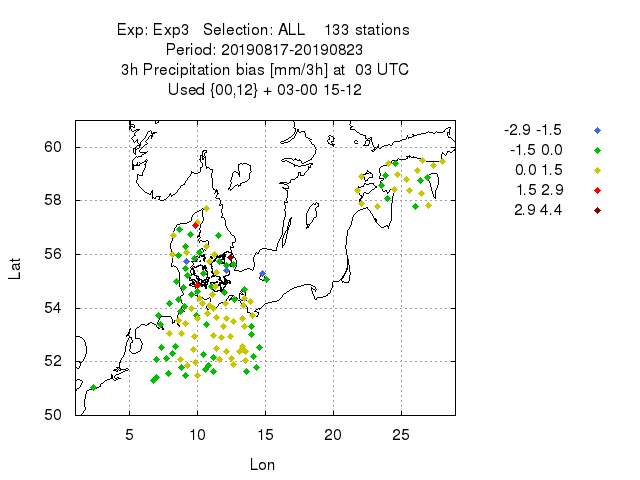 Exp: Exp3 Selection: ALL 133 stations
Period: 20190817-20190823
3h Precipitation bias [mm/3h] at 03 UTC
Used {00,12} + 03-00 15-12
-2.9 -1.5
-1.5 0.0
0.0 1.5
1.5 2.9
2.9 4.4
60
58
56
54
52
50
Lat
5 10 15 20 25
Lon